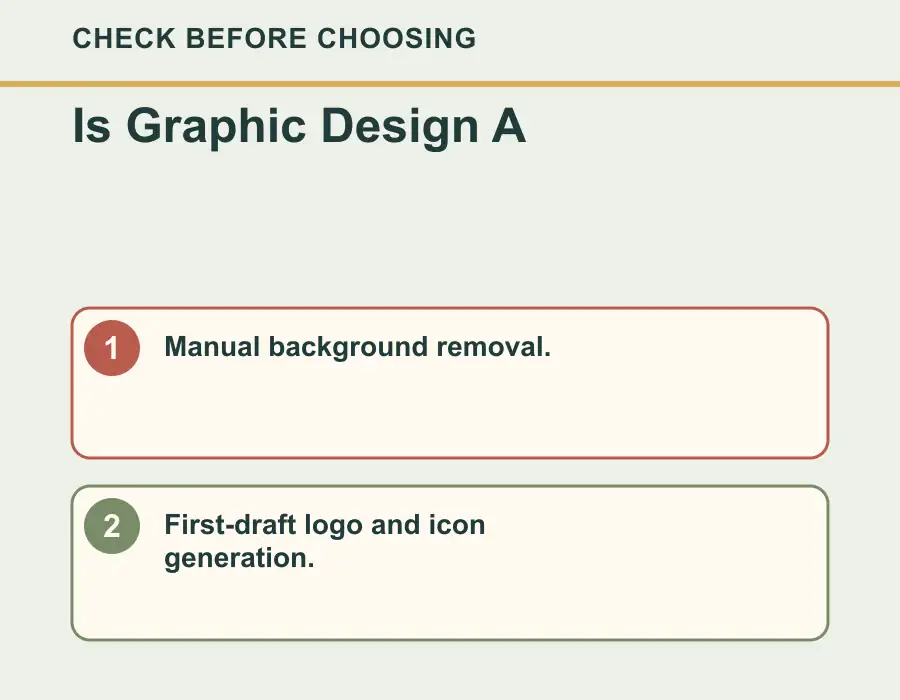 CHECK BEFORE CHOOSING
Is Graphic Design A
1
Manual background removal.
2
First-draft logo and icon
generation.